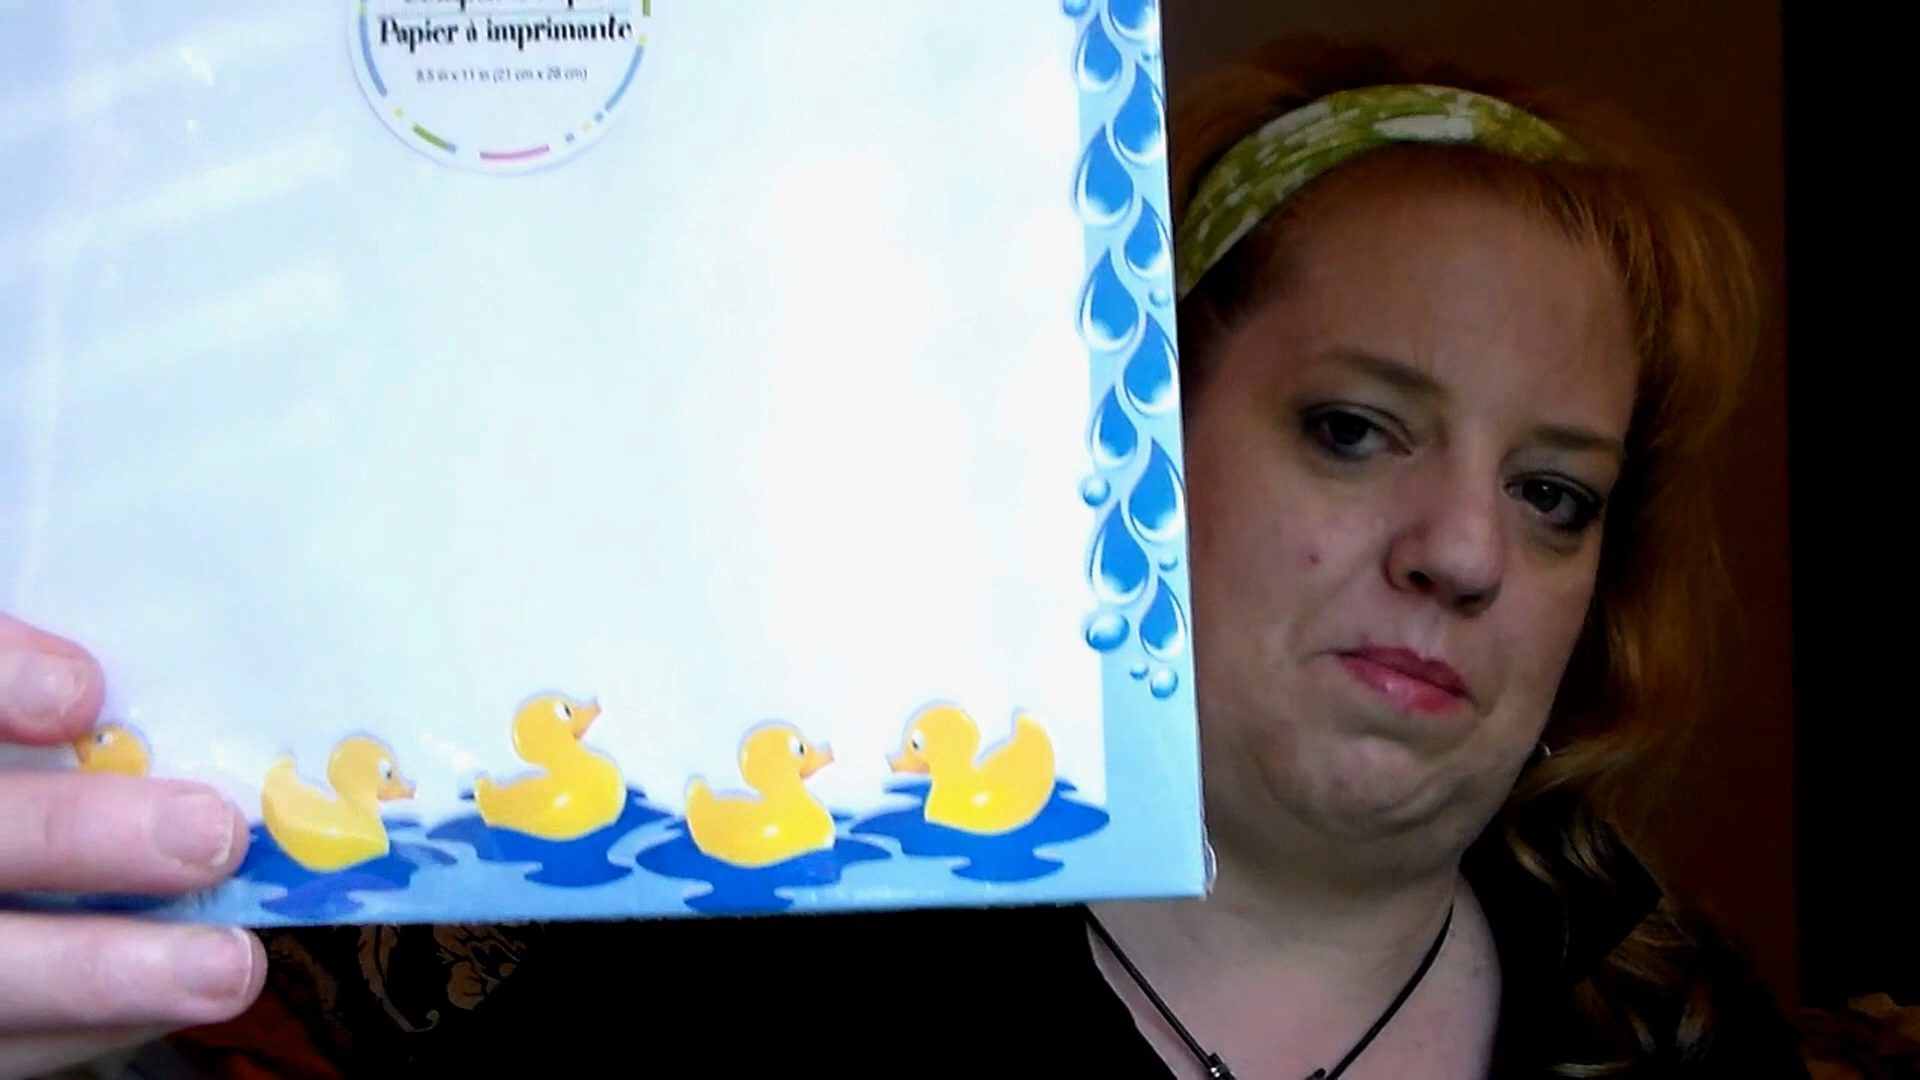 Papier à imprimante
8.5 in x 11 in (21 cm x 28 cm)